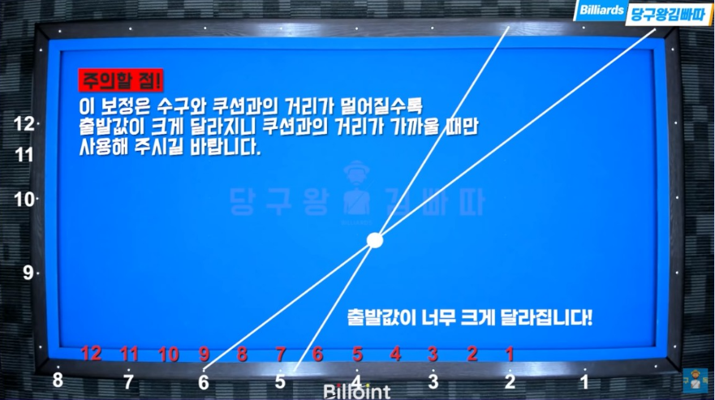 Billiards 당구왕김빠따
주의할 점!
이 보정은 수구와 쿠션과의 거리가 멀어질수록
출발값이 크게 달라지니 쿠션과의 거리가 가까울 때만
사용해 주시길 바랍니다.
12
11
10
9
당구왕 김빠따
출발값이 너무 크게 달라집니다!
12 11 10 9 8 7 6 5 4 3 2 1
8 7 6 5 4 3 2 1
Billoint